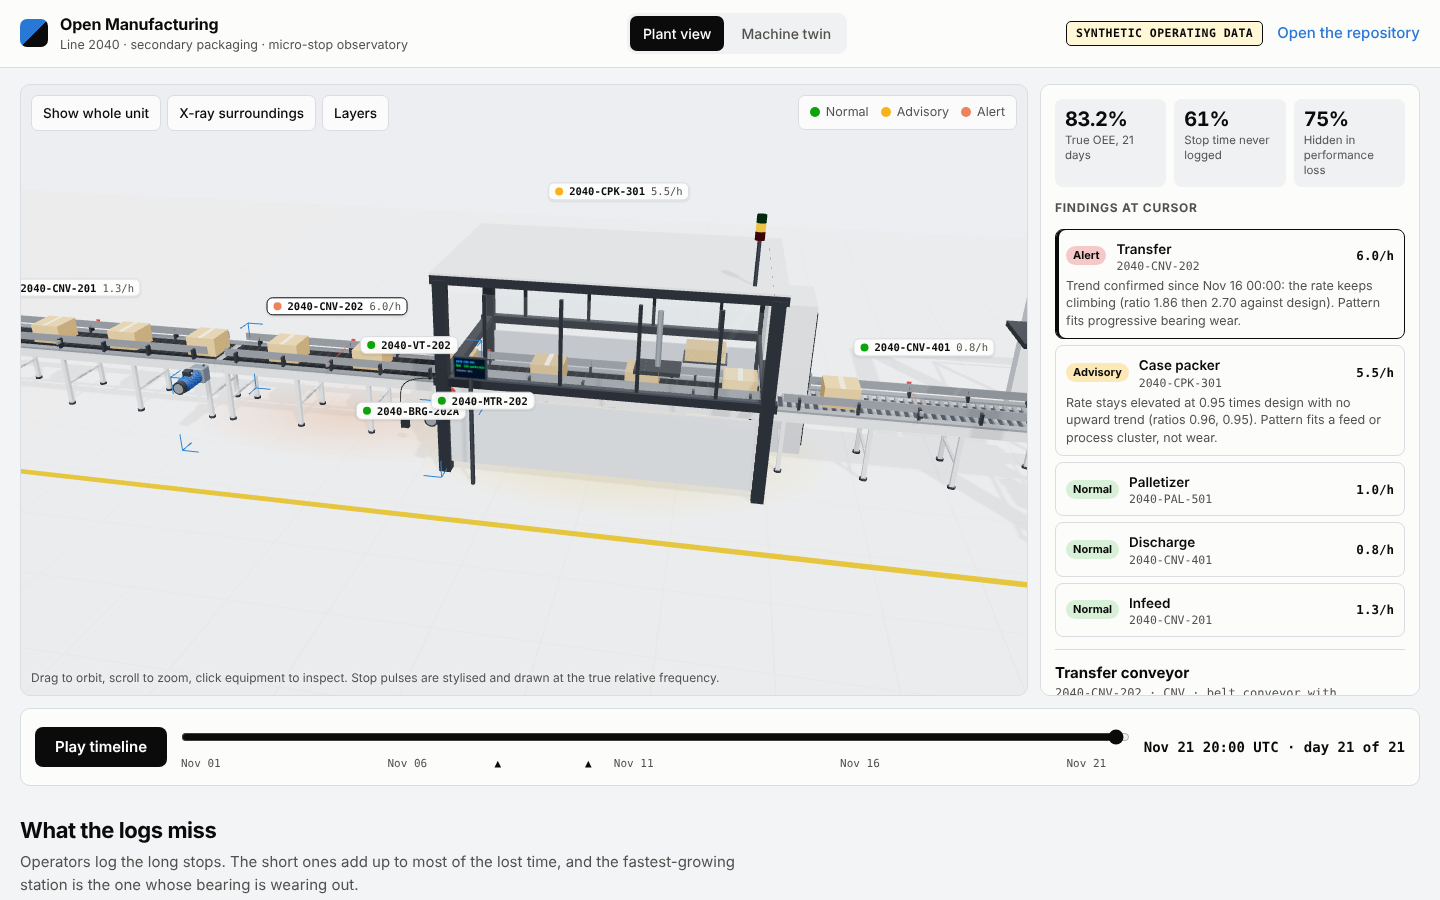 Open Manufacturing
Line 2040 · secondary packaging · micro-stop observatory
Plant view
Machine twin
SYNTHETIC OPERATING DATA
Open the repository
Show whole unit
X-ray surroundings
Layers
Normal
Advisory
Alert
2040-CPK-301 5.5/h
2040-CNV-201 1.3/h
2040-CNV-202 6.0/h
2040-VT-202
2040-CNV-401 0.8/h
2040-MTR-202
2040-BRG-202A
Drag to orbit, scroll to zoom, click equipment to inspect. Stop pulses are stylised and drawn at the true relative frequency.
83.2%
True OEE, 21
days
61%
Stop time never
logged
75%
Hidden in
performance
loss
FINDINGS AT CURSOR
Alert
Transfer
2040-CNV-202
6.0/h
Trend confirmed since Nov 16 00:00: the rate keeps
climbing (ratio 1.86 then 2.70 against design). Pattern
fits progressive bearing wear.
Advisory
Case packer
2040-CPK-301
5.5/h
Rate stays elevated at 0.95 times design with no
upward trend (ratios 0.96, 0.95). Pattern fits a feed or
process cluster, not wear.
Normal
Palletizer
2040-PAL-501
1.0/h
Normal
Discharge
2040-CNV-401
0.8/h
Normal
Infeed
2040-CNV-201
1.3/h
Transfer conveyor
2040-CNV-202 · CNV · belt conveyor with
Play timeline
Nov 01
Nov 06
Nov 11
Nov 16
Nov 21
Nov 21 20:00 UTC · day 21 of 21
What the logs miss
Operators log the long stops. The short ones add up to most of the lost time, and the fastest-growing
station is the one whose bearing is wearing out.